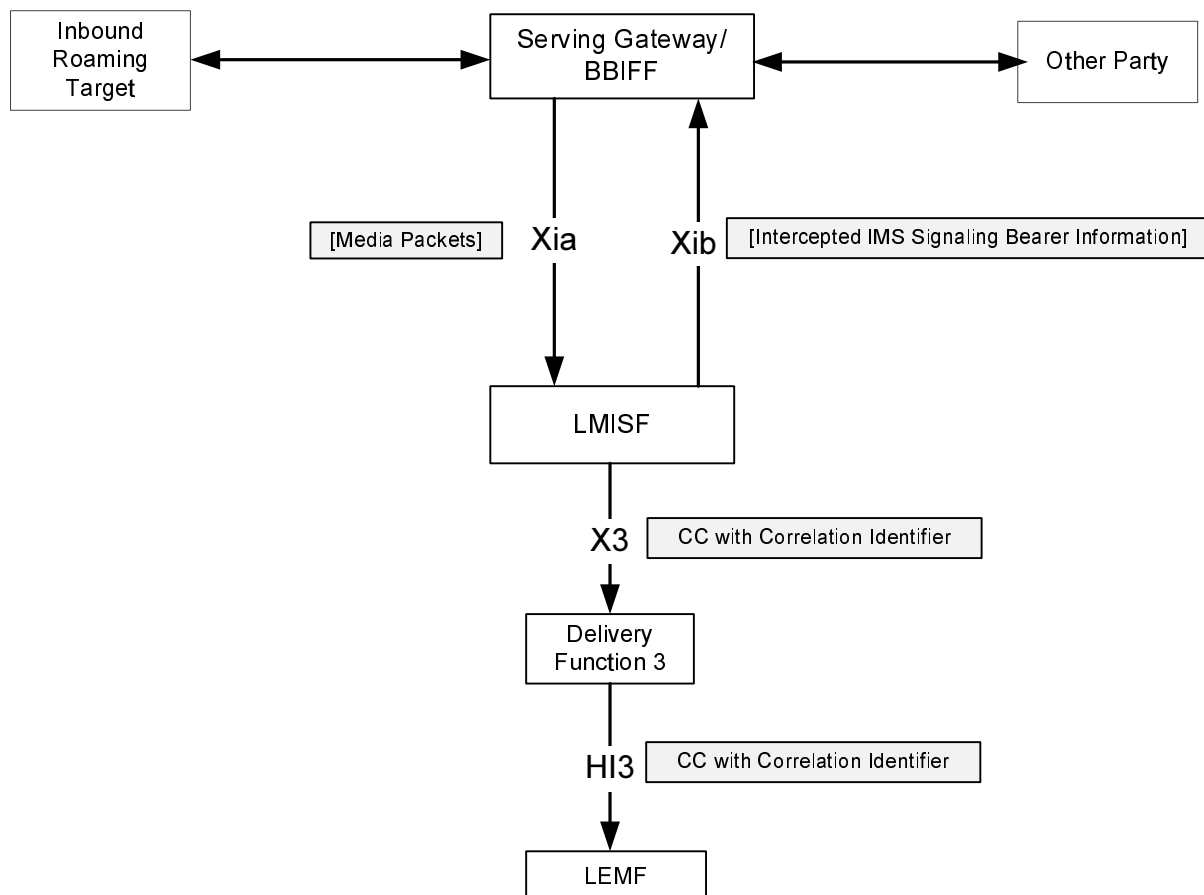 Inbound
Roaming
Target
Serving Gateway/
BBIFF
Other Party
[Media Packets]
Xia
Xib
[Intercepted IMS Signaling Bearer Information]
LMISF
X3
CC with Correlation Identifier
Delivery
Function 3
HI3
CC with Correlation Identifier
LEMF